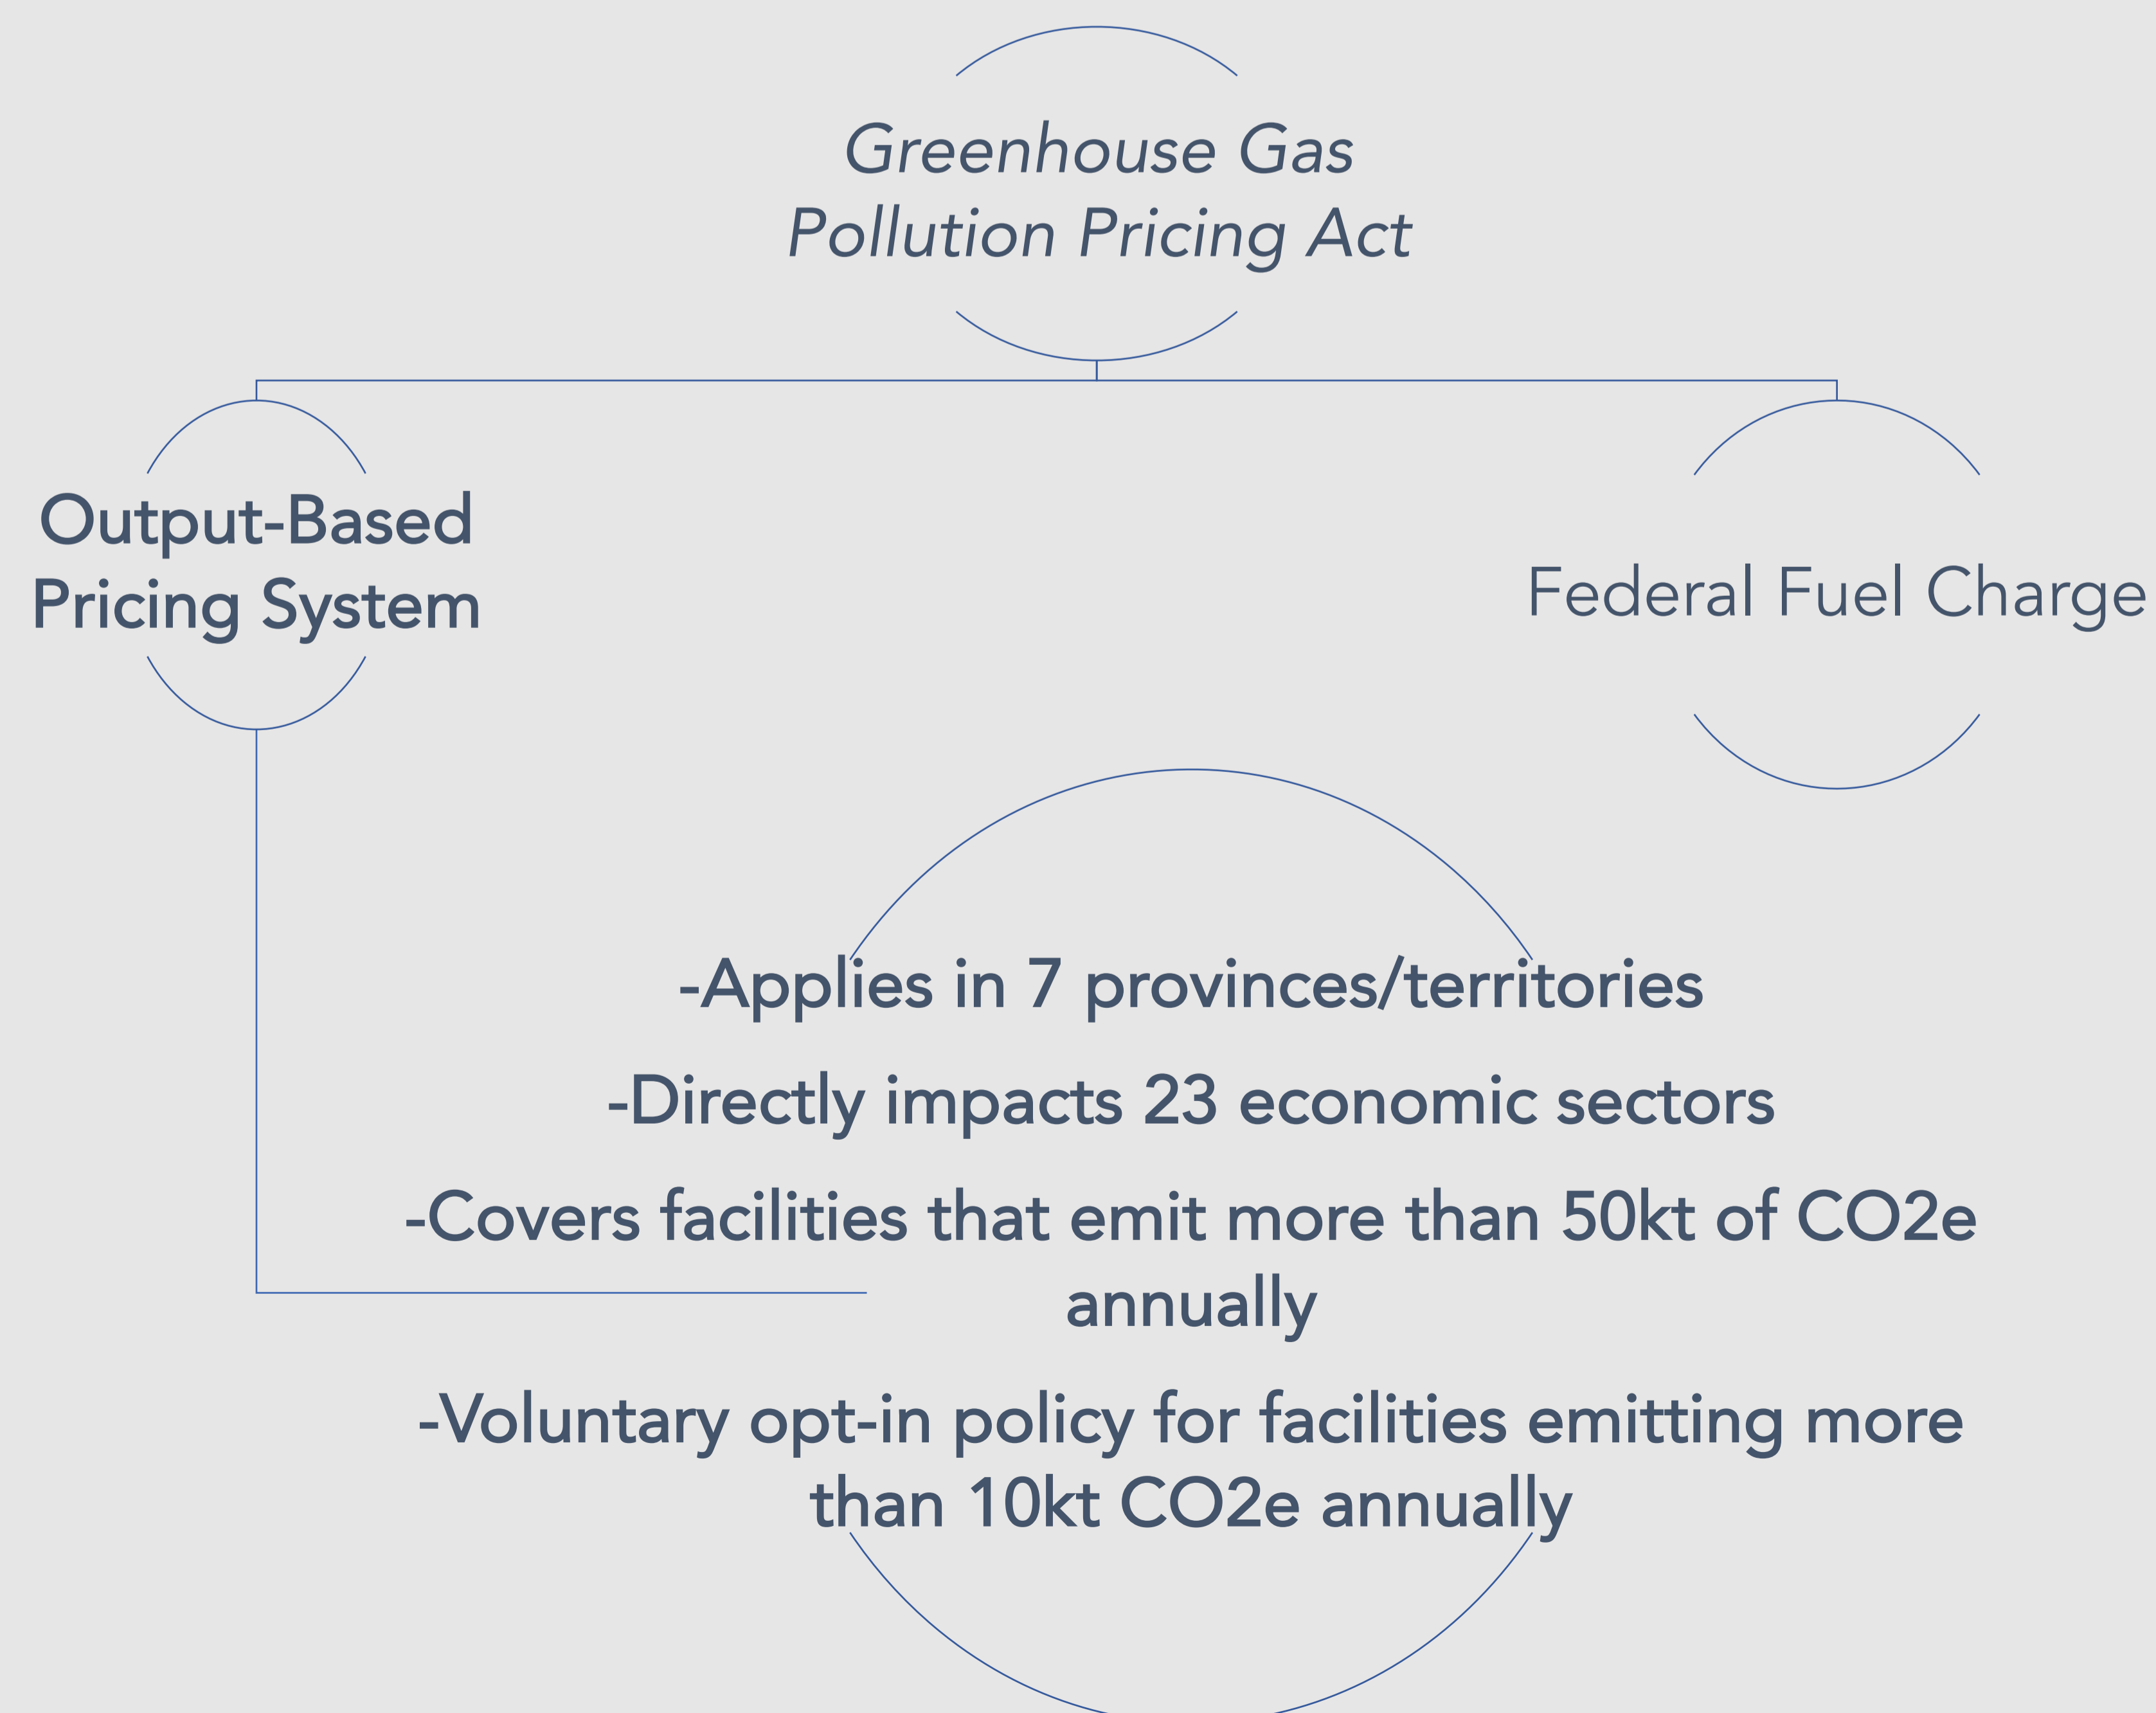 Greenhouse Gas
Pollution Pricing Act
Output-Based
Pricing System
Federal Fuel Charge
-Applies in 7 provinces/territories
-Directly impacts 23 economic sectors
-Covers facilities that emit more than 50kt of CO2e
annually
-Voluntary opt-in policy for facilities emitting more
than 10kt CO2e annually